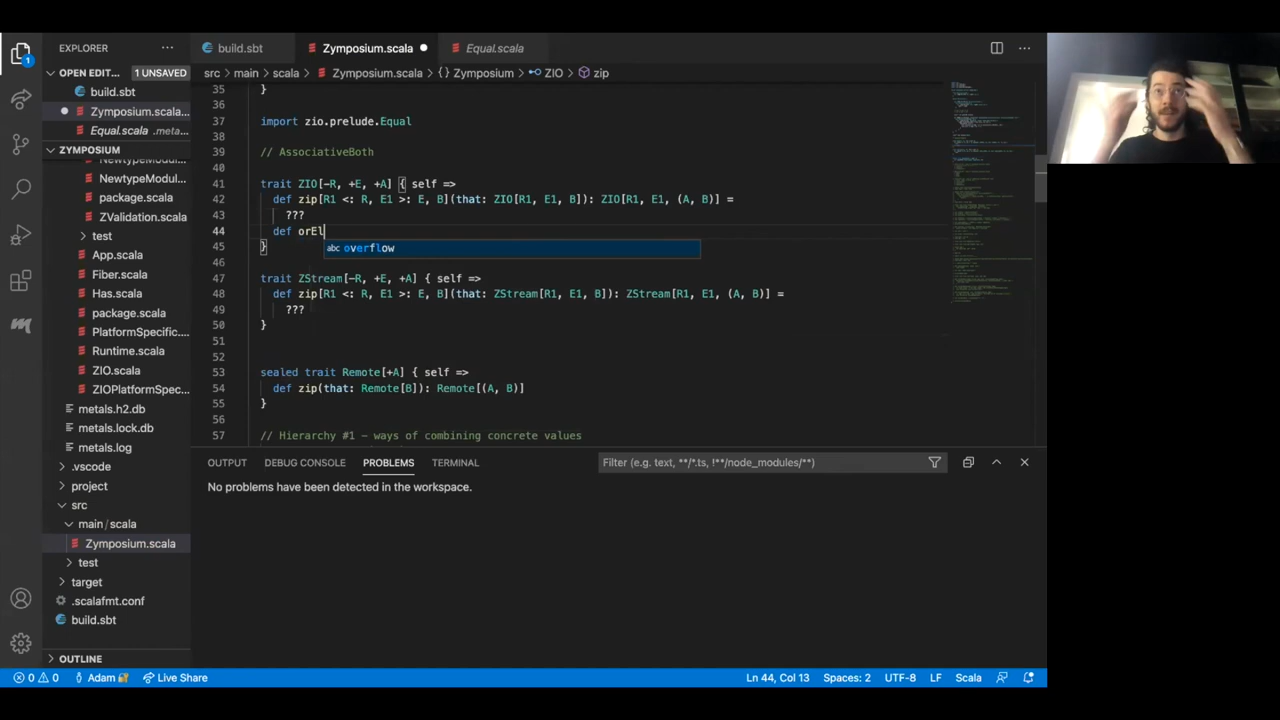 EXPLORER
OPEN EDIT... 1 UNSAVED
build.sbt
Zymposium.scala...
Equal.scala .meta...
ZYMPOSIUM
NewtypeModul...
NewtypeModul...
package.scala
ZValidation.scala
test
App.scala
Fiber.scala
Has.scala
package.scala
PlatformSpecific...
Runtime.scala
ZIO.scala
ZIOPlatformSpec...
metals.h2.db
metals.lock.db
metals.log
.vscode
project
src
main/scala
Zymposium.scala
test
target
.scalafmt.conf
build.sbt
OUTLINE
build.sbt Zymposium.scala Equal.scala
src > main > scala > Zymposium.scala > {} Zymposium > ZIO > zip
35 }
36
37 import zio.prelude.Equal
38
39 // AssociativeBoth
40
41 trait ZIO[-R, +E, +A] { self =>
42 def zip[R1 <: R, E1 >: E, B](that: ZIO[R1, E1, B]): ZIO[R1, E1, (A, B)] =
43 ???
44 def orEl
abc overflow
45 }
46
47 trait ZStream[-R, +E, +A] { self =>
48 def zip[R1 <: R, E1 >: E, B](that: ZStream[R1, E1, B]): ZStream[R1, E1, (A, B)] =
49 ???
50 }
51
52
53 sealed trait Remote[+A] { self =>
54 def zip(that: Remote[B]): Remote[(A, B)]
55 }
56
57 // Hierarchy #1 - ways of combining concrete values
OUTPUT DEBUG CONSOLE PROBLEMS TERMINAL
Filter (e.g. text, **/*.ts, !**/node_modules/**)
No problems have been detected in the workspace.
0 0 Adam Live Share
Ln 44, Col 13 Spaces: 2 UTF-8 LF Scala